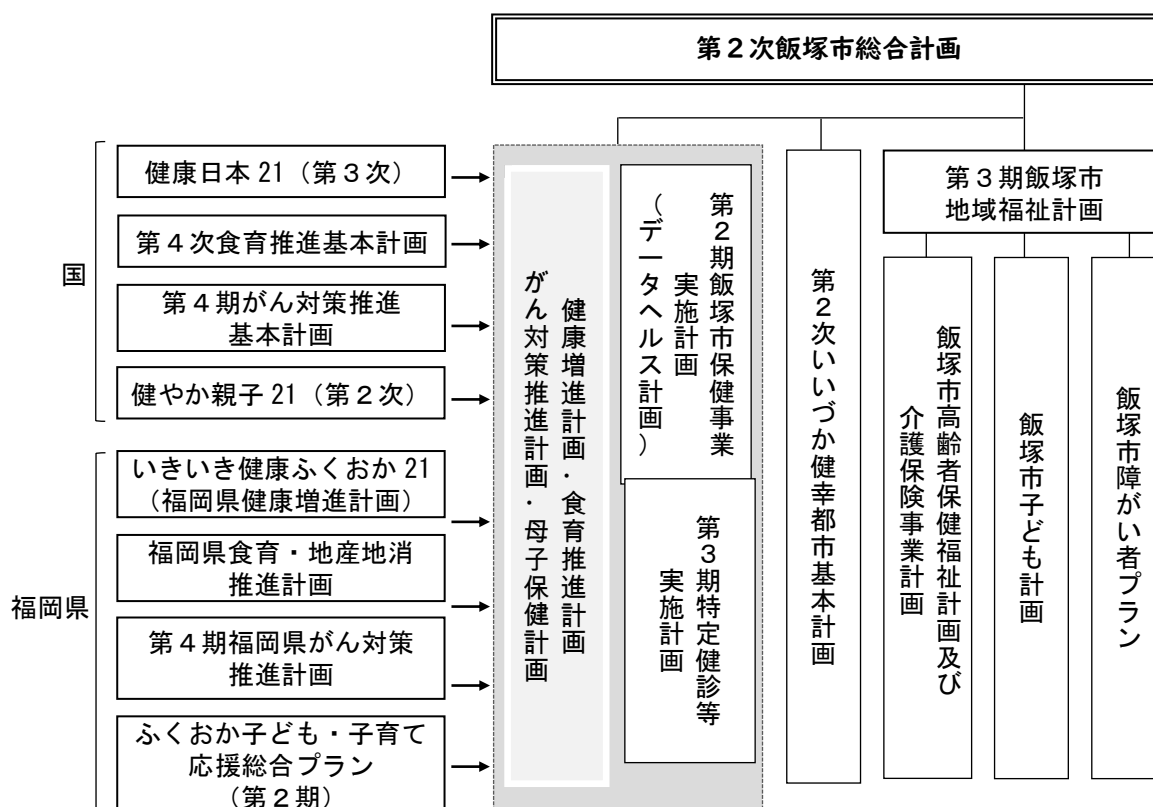 第２次飯塚市総合計画
国
健康日本 21（第３次）
第４次食育推進基本計画
第４期がん対策推進
基本計画
健やか親子 21（第２次）
福岡県
いきいき健康ふくおか 21
（福岡県健康増進計画）
福岡県食育・地産地消
推進計画
第４期福岡県がん対策
推進計画
ふくおか子ども・子育て
応援総合プラン
（第２期）
健康増進計画・食育推進計画
がん対策推進計画・母子保健計画
第２期飯塚市保健事業
実施計画
（データヘルス計画）
第３期特定健診等
実施計画
第２次いいづか健幸都市基本計画
第３期飯塚市
地域福祉計画
飯塚市高齢者保健福祉計画及び
介護保険事業計画
飯塚市子ども計画
飯塚市障がい者プラン